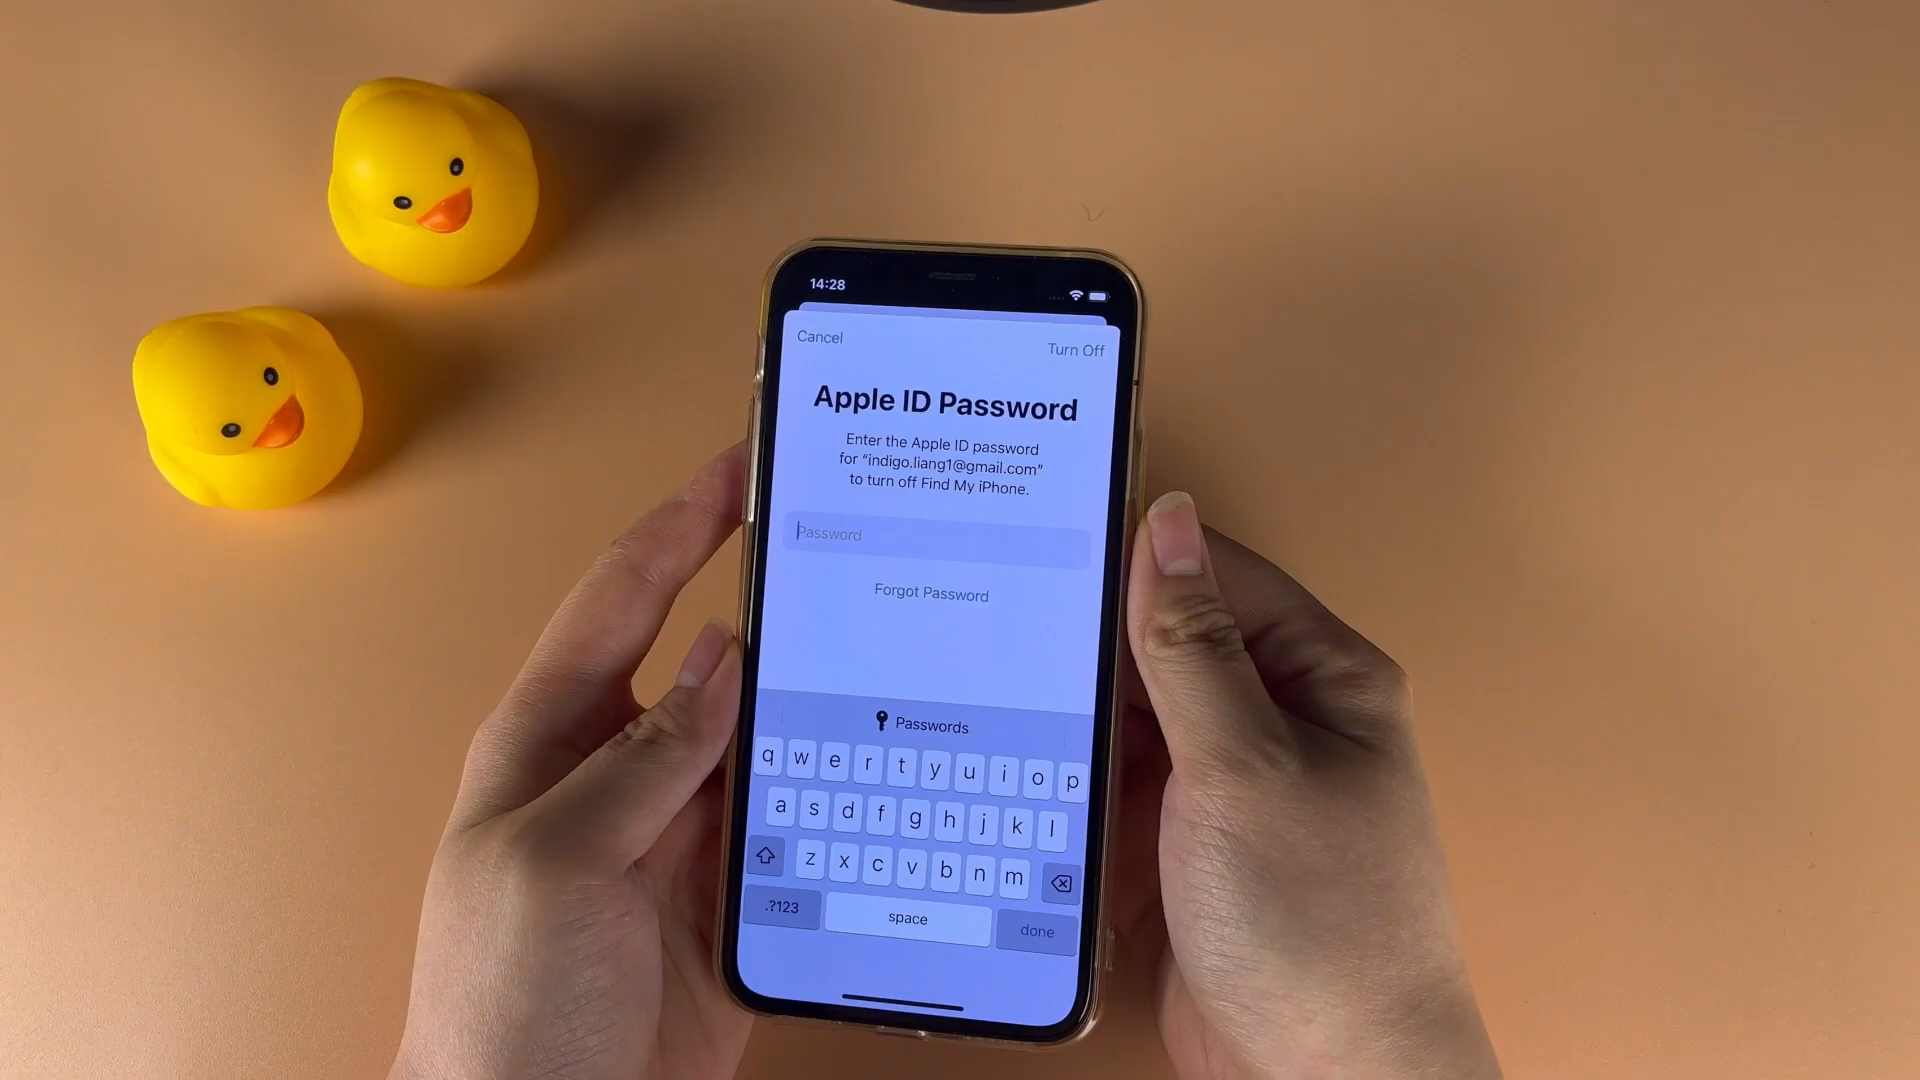 14:28
Cancel
Turn Off
Apple ID Password
Enter the Apple ID password
for “indigo.liang1@gmail.com”
to turn off Find My iPhone.
Password
Forgot Password
Passwords
q w e r t y u i o p
a s d f g h j k l
z x c v b n m
.?123 space done